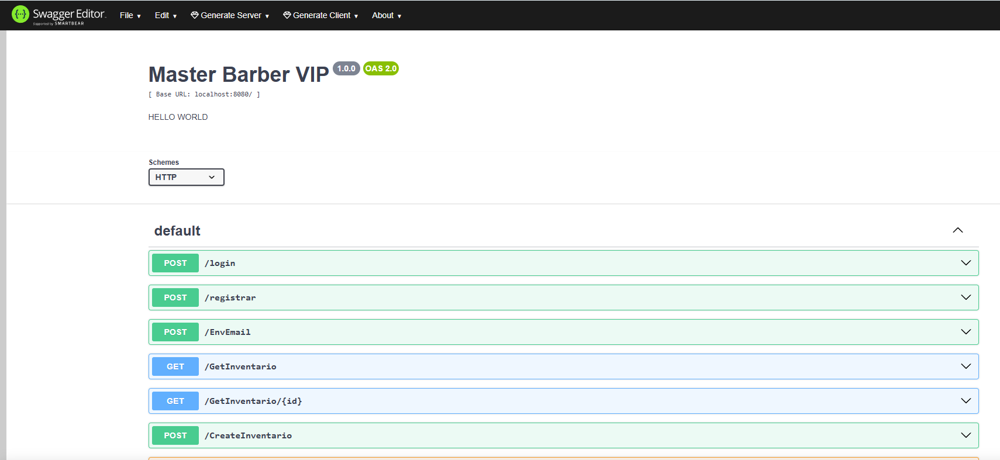 Swagger Editor
Supported by SMARTBEAR
File
Edit
Generate Server
Generate Client
About
Master Barber VIP 1.0.0 OAS 2.0
[ Base URL: localhost:8080/ ]
HELLO WORLD
Schemes
HTTP
default
POST /login
POST /registrar
POST /EnvEmail
GET /GetInventario
GET /GetInventario/{id}
POST /CreateInventario